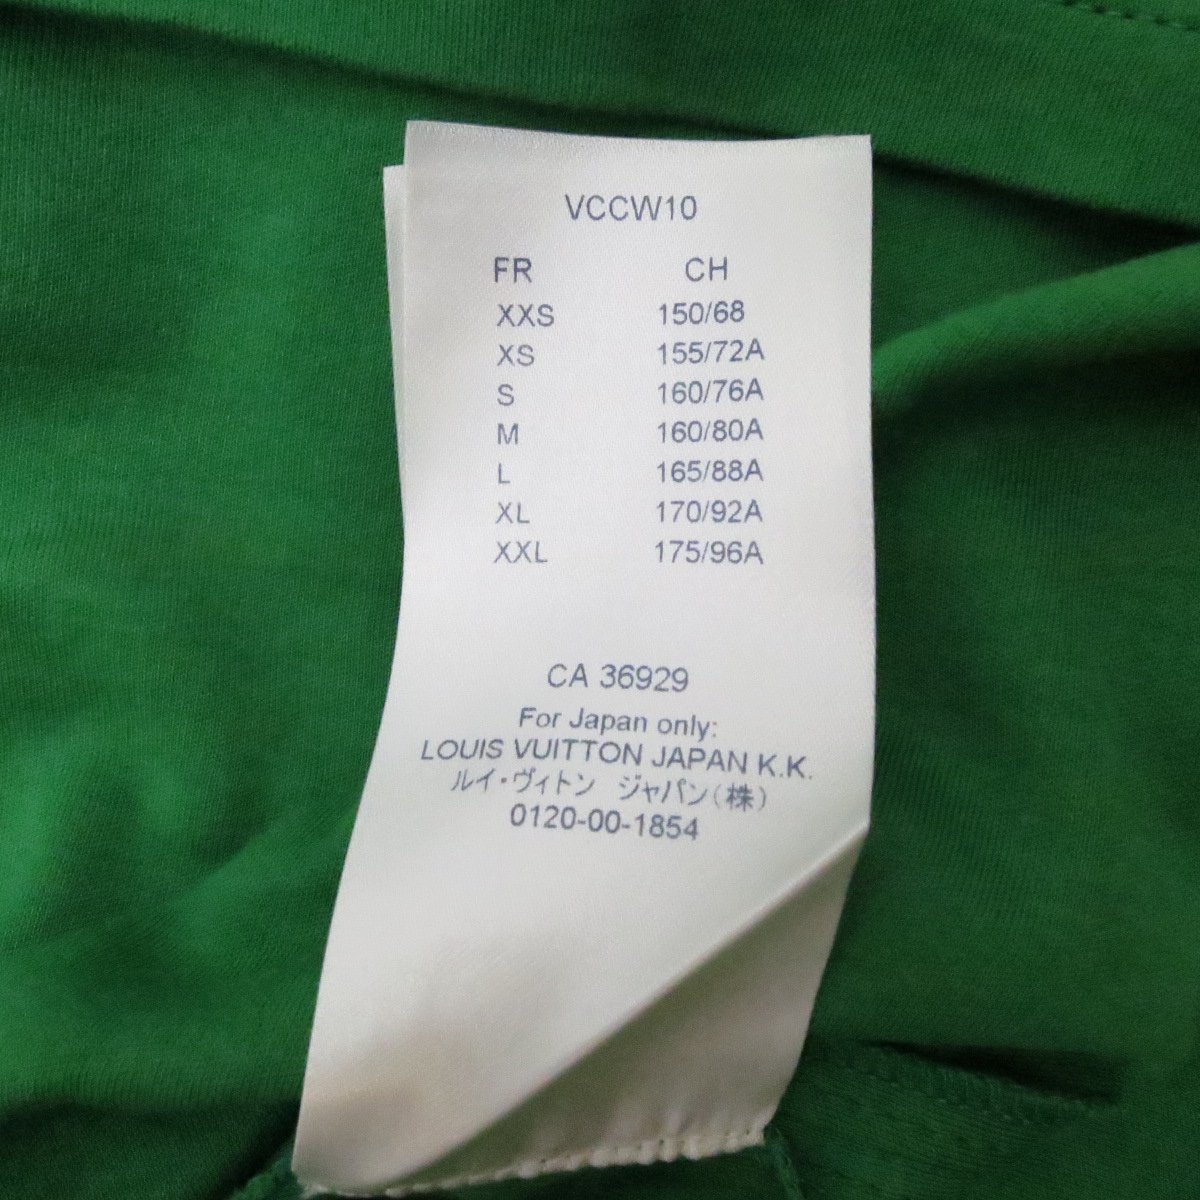 VCCW10
FR CH
XXS 150/68
XS 155/72A
S 160/76A
M 160/80A
L 165/88A
XL 170/92A
XXL 175/96A
CA 36929
For Japan only:
LOUIS VUITTON JAPAN K.K.
ルイ・ヴィトン ジャパン(株)
0120-00-1854